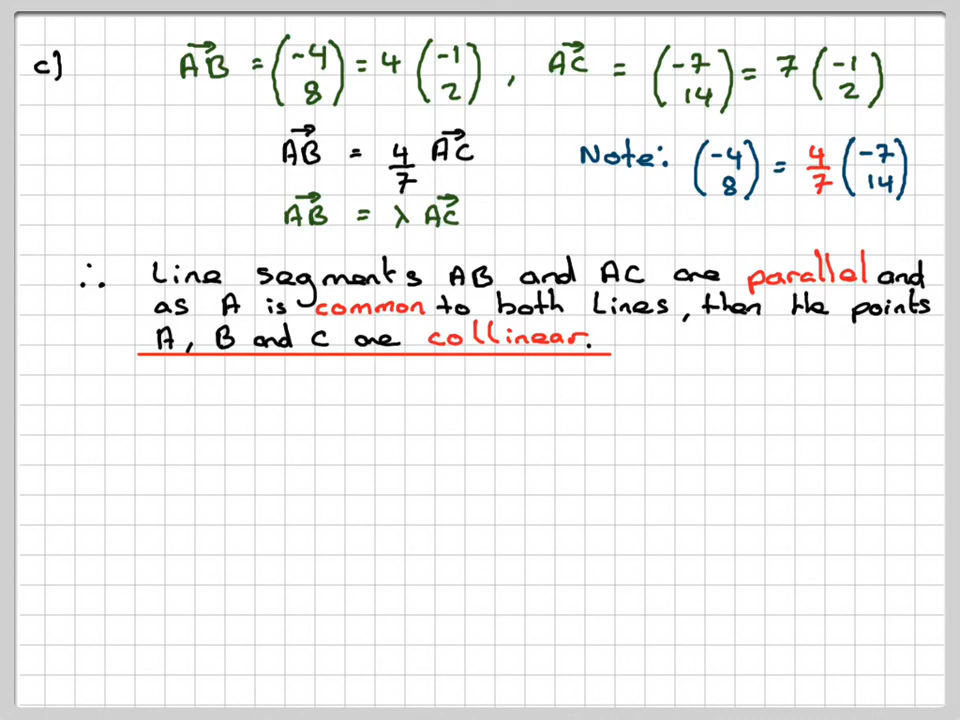 c) AB⃗ = (-4 8) = 4 (-1 2) , AC⃗ = (-7 14) = 7 (-1 2)
AB⃗ = 4/7 AC⃗ Note: (-4 8) = 4/7 (-7 14)
AB⃗ = λ AC⃗
∴ Line segments AB and AC are parallel and
as A is common to both lines, then the points
A, B and C are collinear.